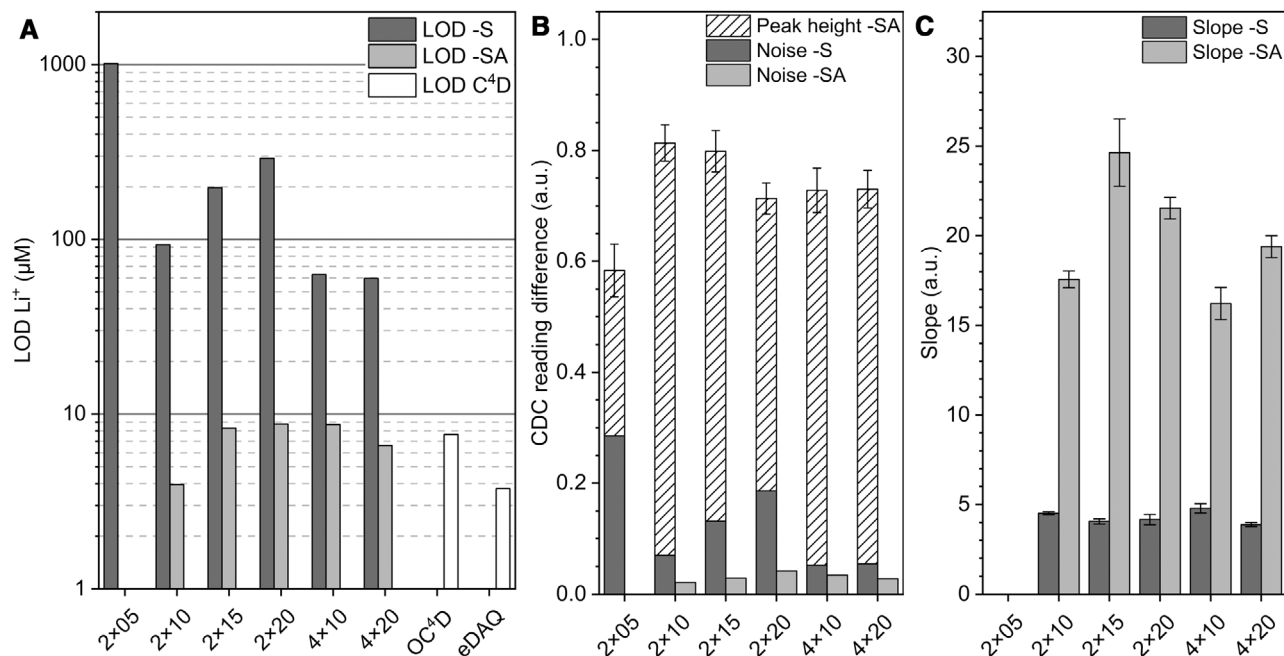 A
LOD -S
LOD -SA
LOD C⁴D
LOD Li⁺ (µM)
1000
100
10
1
2×05
2×10
2×15
2×20
4×10
4×20
OC⁴D
eDAQ
B
Peak height -SA
Noise -S
Noise -SA
CDC reading difference (a.u.)
1.0
0.8
0.6
0.4
0.2
0.0
2×05
2×10
2×15
2×20
4×10
4×20
C
Slope -S
Slope -SA
Slope (a.u.)
30
25
20
15
10
5
0
2×05
2×10
2×15
2×20
4×10
4×20